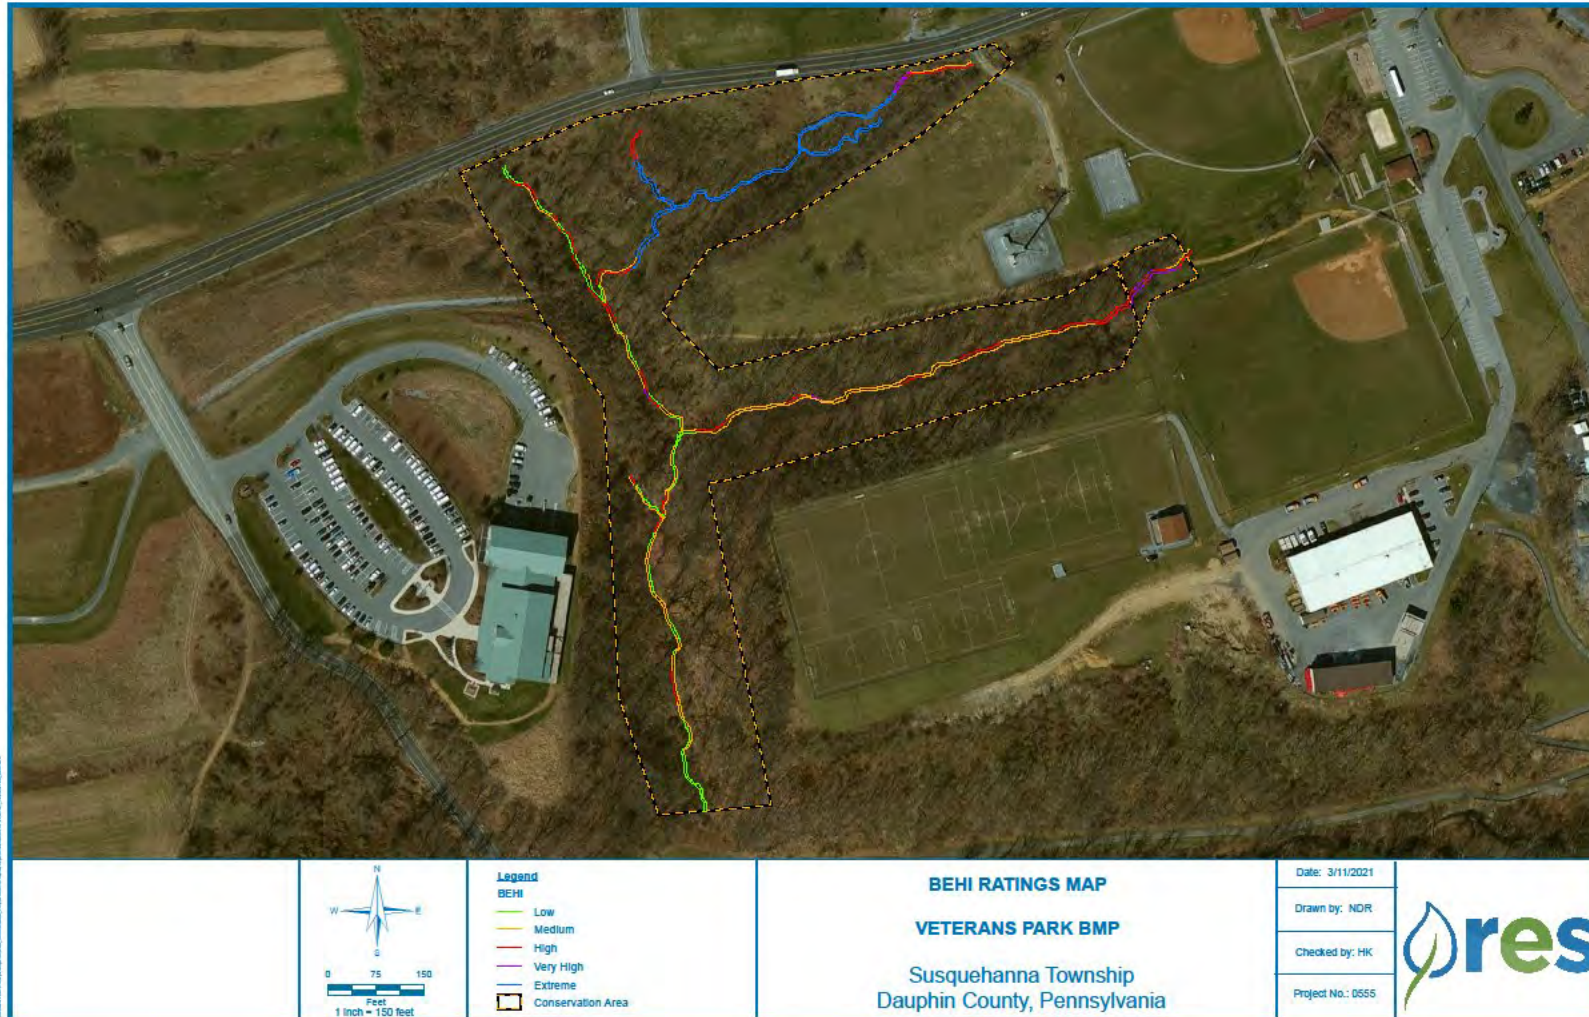 N
W
E
S
0 75 150
Feet
1 inch = 150 feet
Legend
BEHI
Low
Medium
High
Very High
Extreme
Conservation Area
BEHI RATINGS MAP
VETERANS PARK BMP
Susquehanna Township
Dauphin County, Pennsylvania
Date: 3/11/2021
Drawn by: NDR
Checked by: HK
Project No.: 0555
res